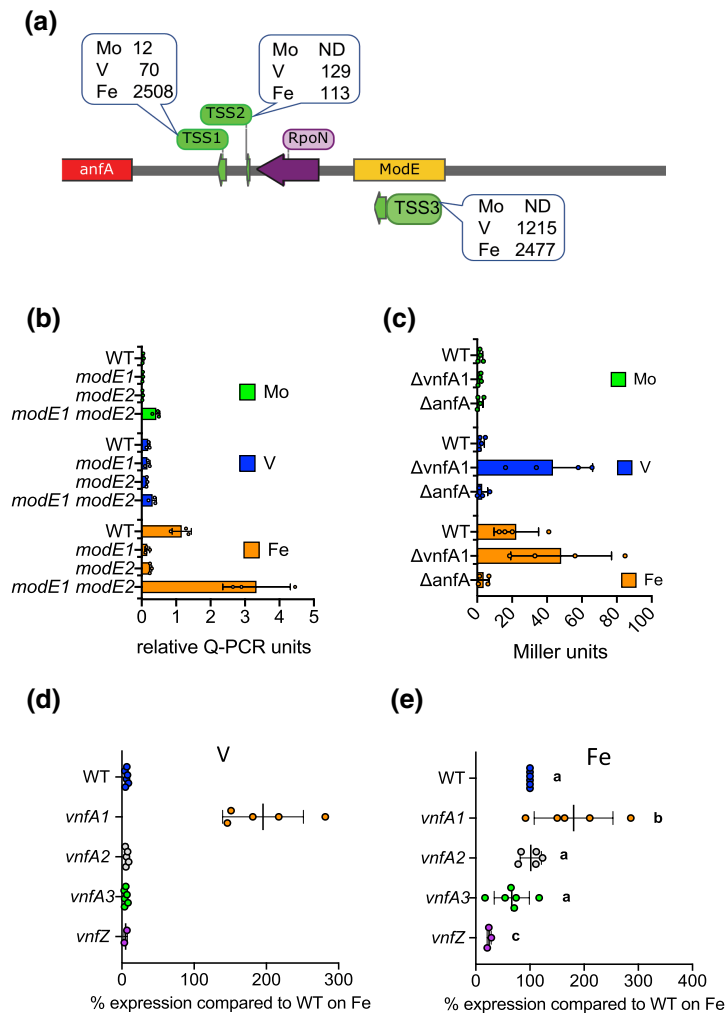 (a)
Mo 12
V 70
Fe 2508
Mo ND
V 129
Fe 113
TSS2
TSS1
RpoN
anfA
ModE
TSS3
Mo ND
V 1215
Fe 2477
(b)
WT
modE1
modE2
modE1 modE2
Mo
WT
modE1
modE2
modE1 modE2
V
WT
modE1
modE2
modE1 modE2
Fe
0 1 2 3 4 5
relative Q-PCR units
(c)
WT
ΔvnfA1
ΔanfA
Mo
WT
ΔvnfA1
ΔanfA
V
WT
ΔvnfA1
ΔanfA
Fe
0 20 40 60 80 100
Miller units
(d)
V
WT
vnfA1
vnfA2
vnfA3
vnfZ
0 100 200 300
% expression compared to WT on Fe
(e)
Fe
WT a
vnfA1 b
vnfA2 a
vnfA3 a
vnfZ c
0 100 200 300 400
% expression compared to WT on Fe